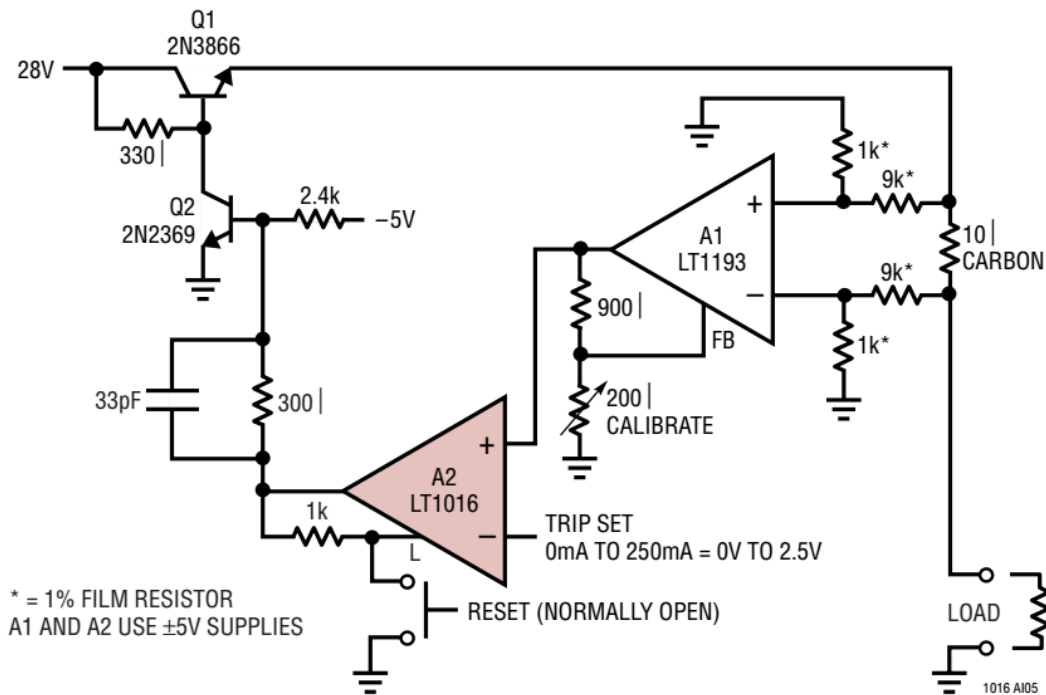 Q1
2N3866
28V
330 |
Q2
2N2369
2.4k
−5V
1k*
9k*
+
A1
LT1193
10 |
CARBON
−
9k*
900 |
FB
1k*
33pF
300 |
200 |
CALIBRATE
+
A2
LT1016
1k
L
−
TRIP SET
0mA TO 250mA = 0V TO 2.5V
* = 1% FILM RESISTOR
A1 AND A2 USE ±5V SUPPLIES
RESET (NORMALLY OPEN)
LOAD
1016 AI05